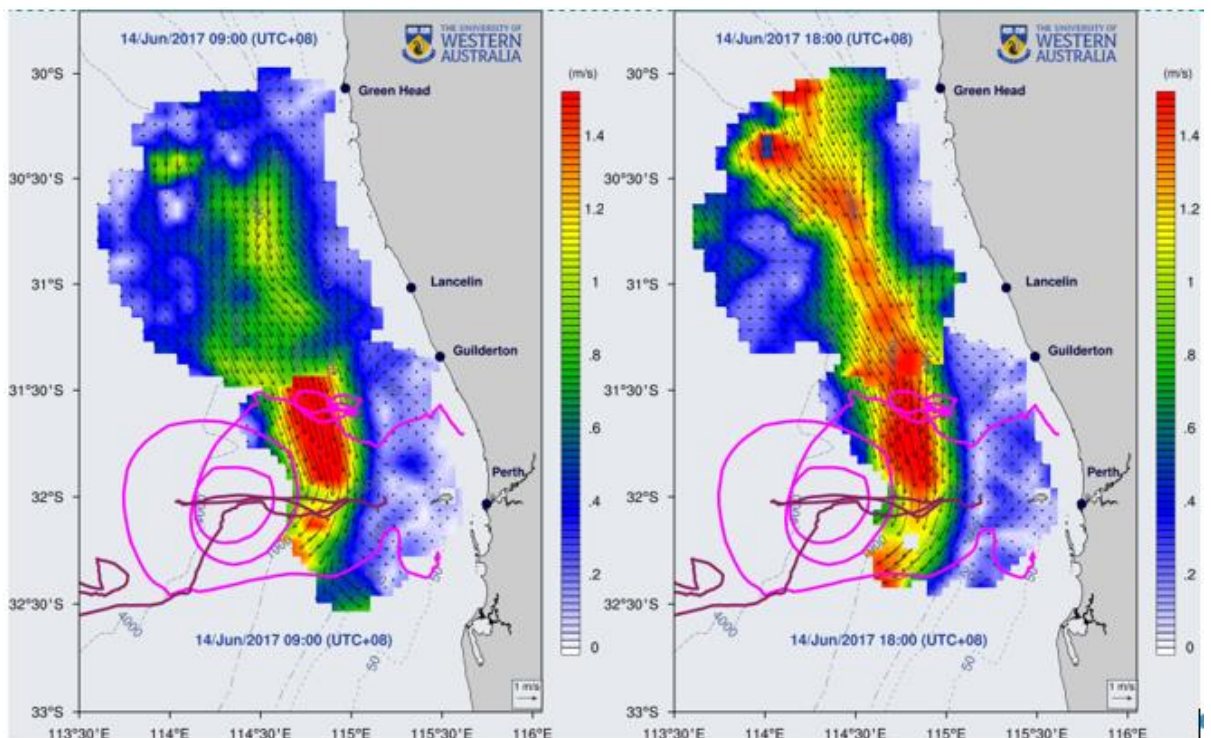 14/Jun/2017 09:00 (UTC+08)
THE UNIVERSITY OF
WESTERN
AUSTRALIA
30°S
30°30'S
31°S
31°30'S
32°S
32°30'S
33°S
113°30'E 114°E 114°30'E 115°E 115°30'E 116°E
Green Head
Lancelin
Guilderton
Perth
4000
50
14/Jun/2017 09:00 (UTC+08)
1 m/s
(m/s)
1.4
1.2
1
.8
.6
.4
.2
0
14/Jun/2017 18:00 (UTC+08)
THE UNIVERSITY OF
WESTERN
AUSTRALIA
30°S
30°30'S
31°S
31°30'S
32°S
32°30'S
33°S
113°30'E 114°E 114°30'E 115°E 115°30'E 116°E
Green Head
Lancelin
Guilderton
Perth
4000
50
14/Jun/2017 18:00 (UTC+08)
1 m/s
(m/s)
1.4
1.2
1
.8
.6
.4
.2
0